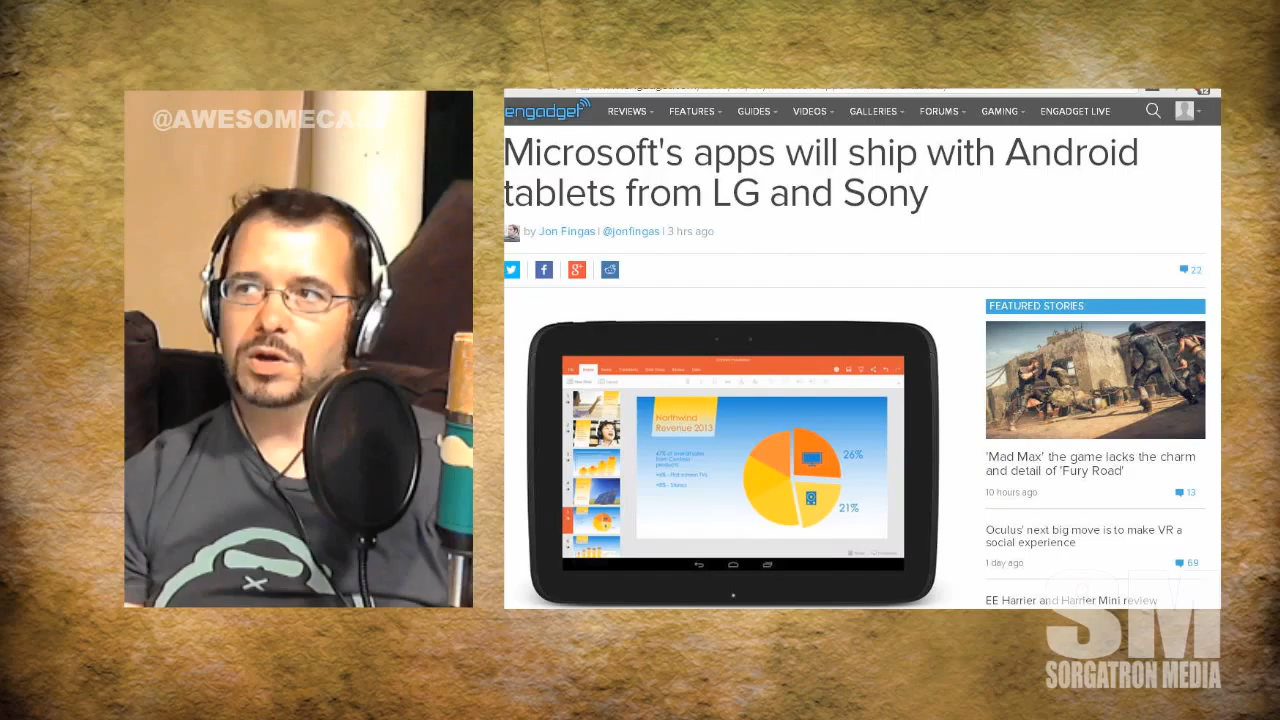 @AWESOMECA
engadget
REVIEWS
FEATURES
GUIDES
VIDEOS
GALLERIES
FORUMS
GAMING
ENGADGET LIVE
Microsoft's apps will ship with Android
tablets from LG and Sony
by Jon Fingas | @jonfingas | 3 hrs ago
22
FEATURED STORIES
Northwind
Revenue 2013
26%
21%
'Mad Max' the game lacks the charm
and detail of 'Fury Road'
10 hours ago
13
Oculus' next big move is to make VR a
social experience
1 day ago
69
EE Harrier and Harrier Mini review
SM
SORGATRON MEDIA